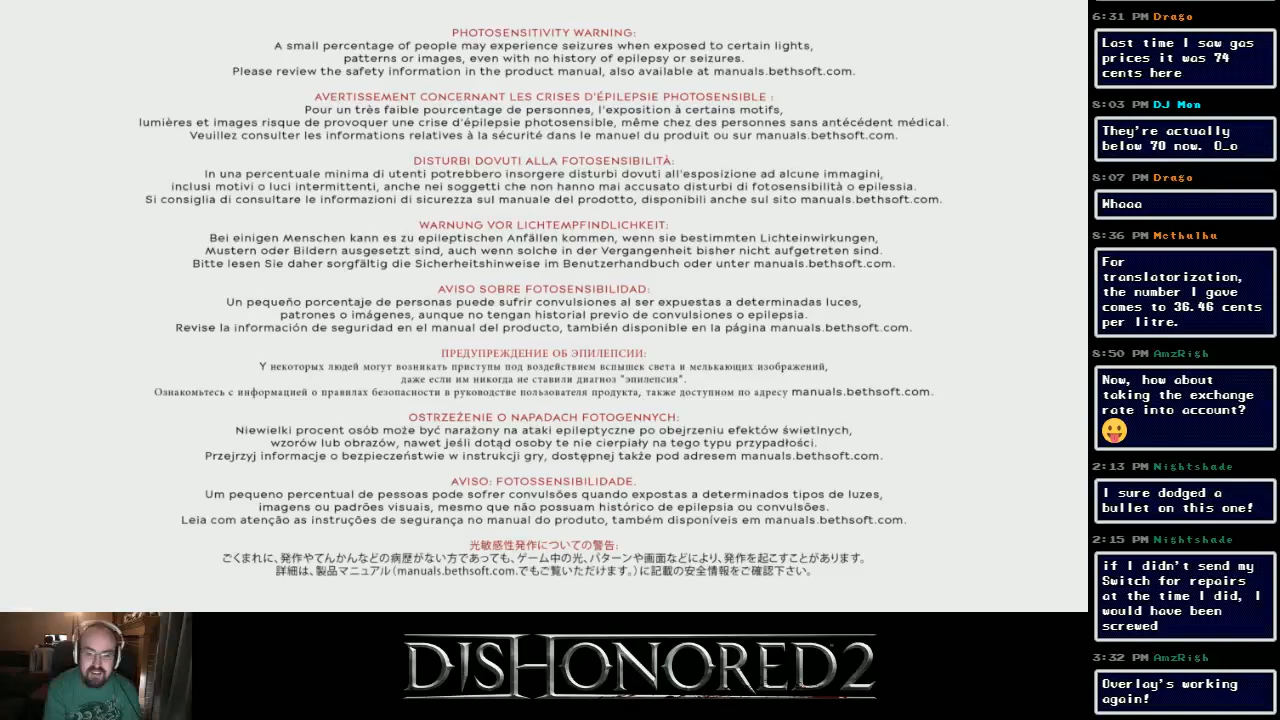 PHOTOSENSITIVITY WARNING:
A small percentage of people may experience seizures when exposed to certain lights,
patterns or images, even with no history of epilepsy or seizures.
Please review the safety information in the product manual, also available at manuals.bethsoft.com.
AVERTISSEMENT CONCERNANT LES CRISES D'ÉPILEPSIE PHOTOSENSIBLE :
Pour un très faible pourcentage de personnes, l'exposition à certains motifs,
lumières et images risque de provoquer une crise d'épilepsie photosensible, même chez des personnes sans antécédent médical.
Veuillez consulter les informations relatives à la sécurité dans le manuel du produit ou sur manuals.bethsoft.com.
DISTURBI DOVUTI ALLA FOTOSENSIBILITÀ:
In una percentuale minima di utenti potrebbero insorgere disturbi dovuti all'esposizione ad alcune immagini,
inclusi motivi o luci intermittenti, anche nei soggetti che non hanno mai accusato disturbi di fotosensibilità o epilessia.
Si consiglia di consultare le informazioni di sicurezza sul manuale del prodotto, disponibili anche sul sito manuals.bethsoft.com.
WARNUNG VOR LICHTEMPFINDLICHKEIT:
Bei einigen Menschen kann es zu epileptischen Anfällen kommen, wenn sie bestimmten Lichteinwirkungen,
Mustern oder Bildern ausgesetzt sind, auch wenn solche in der Vergangenheit bisher nicht aufgetreten sind.
Bitte lesen Sie daher sorgfältig die Sicherheitshinweise im Benutzerhandbuch oder unter manuals.bethsoft.com.
AVISO SOBRE FOTOSENSIBILIDAD:
Un pequeño porcentaje de personas puede sufrir convulsiones al ser expuestas a determinadas luces,
patrones o imágenes, aunque no tengan historial previo de convulsiones o epilepsia.
Revise la información de seguridad en el manual del producto, también disponible en la página manuals.bethsoft.com.
ПРЕДУПРЕЖДЕНИЕ ОБ ЭПИЛЕПСИИ:
У некоторых людей могут возникать приступы под воздействием вспышек света и мелькающих изображений,
даже если им никогда не ставили диагноз "эпилепсия".
Ознакомьтесь с информацией о правилах безопасности в руководстве пользователя продукта, также доступном по адресу manuals.bethsoft.com.
OSTRZEŻENIE O NAPADACH FOTOGENNYCH:
Niewielki procent osób może być narażony na ataki epileptyczne po obejrzeniu efektów świetlnych,
wzorów lub obrazów, nawet jeśli dotąd osoby te nie cierpiały na tego typu przypadłości.
Przejrzyj informacje o bezpieczeństwie w instrukcji gry, dostępnej także pod adresem manuals.bethsoft.com.
AVISO: FOTOSSENSIBILIDADE.
Um pequeno percentual de pessoas pode sofrer convulsões quando expostas a determinados tipos de luzes,
imagens ou padrões visuais, mesmo que não possuam histórico de epilepsia ou convulsões.
Leia com atenção as instruções de segurança no manual do produto, também disponíveis em manuals.bethsoft.com.
光敏感性発作についての警告:
ごくまれに、発作やてんかんなどの病歴がない方であっても、ゲーム中の光、パターンや画面などにより、発作を起こすことがあります。
詳細は、製品マニュアル(manuals.bethsoft.comでもご覧いただけます。)に記載の安全情報をご確認下さい。
DISHONORED 2
6:31 PM Drago
Last time I saw gas
prices it was 74
cents here
8:03 PM DJ Mon
They're actually
below 70 now. O_o
8:07 PM Drago
Whaaa
8:36 PM Mcthulhu
For
translatorization,
the number I gave
comes to 36.46 cents
per litre.
8:50 PM AmzRigh
Now, how about
taking the exchange
rate into account?
2:13 PM Nightshade
I sure dodged a
bullet on this one!
2:15 PM Nightshade
if I didn't send my
Switch for repairs
at the time I did, I
would have been
screwed
3:32 PM AmzRigh
Overlay's working
again!